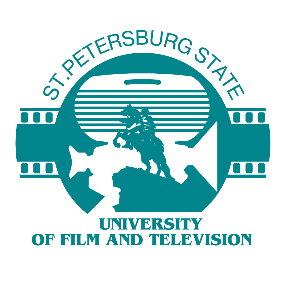 ST. PETERSBURG STATE
UNIVERSITY
OF FILM AND TELEVISION